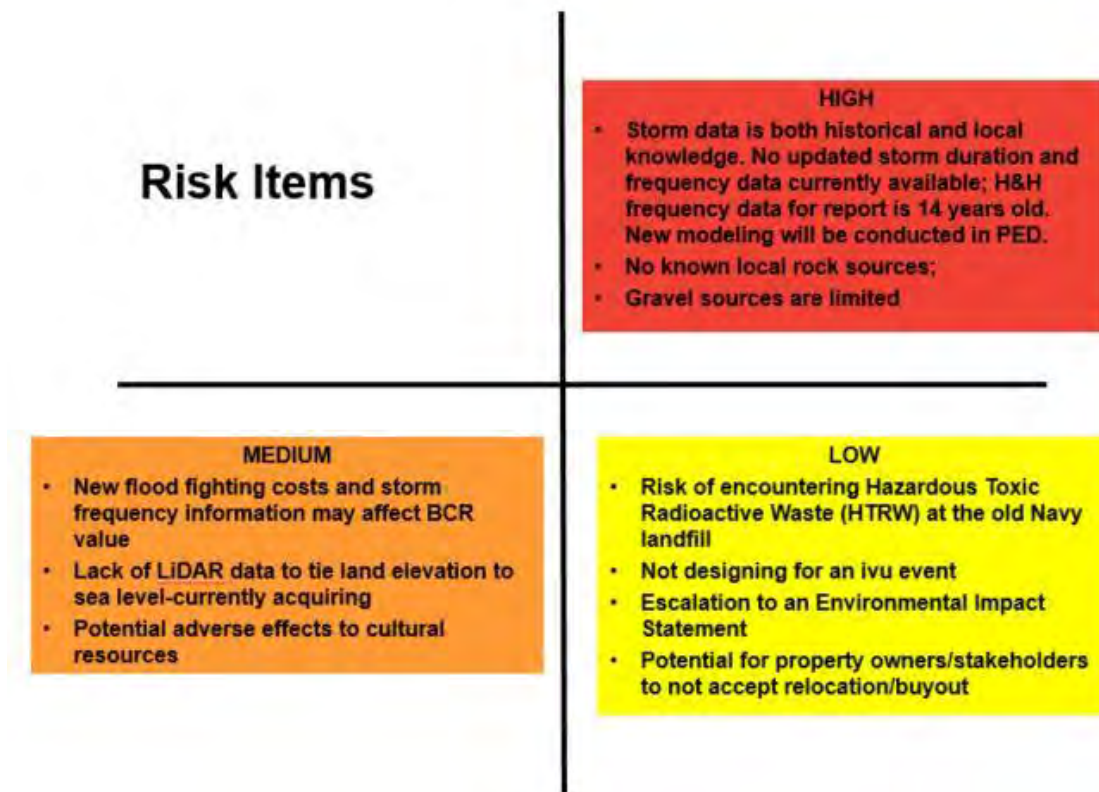 Risk Items
HIGH
• Storm data is both historical and local
knowledge. No updated storm duration and
frequency data currently available; H&H
frequency data for report is 14 years old.
New modeling will be conducted in PED.
• No known local rock sources;
• Gravel sources are limited
MEDIUM
• New flood fighting costs and storm
frequency information may affect BCR
value
• Lack of LiDAR data to tie land elevation to
sea level-currently acquiring
• Potential adverse effects to cultural
resources
LOW
• Risk of encountering Hazardous Toxic
Radioactive Waste (HTRW) at the old Navy
landfill
• Not designing for an ivu event
• Escalation to an Environmental Impact
Statement
• Potential for property owners/stakeholders
to not accept relocation/buyout